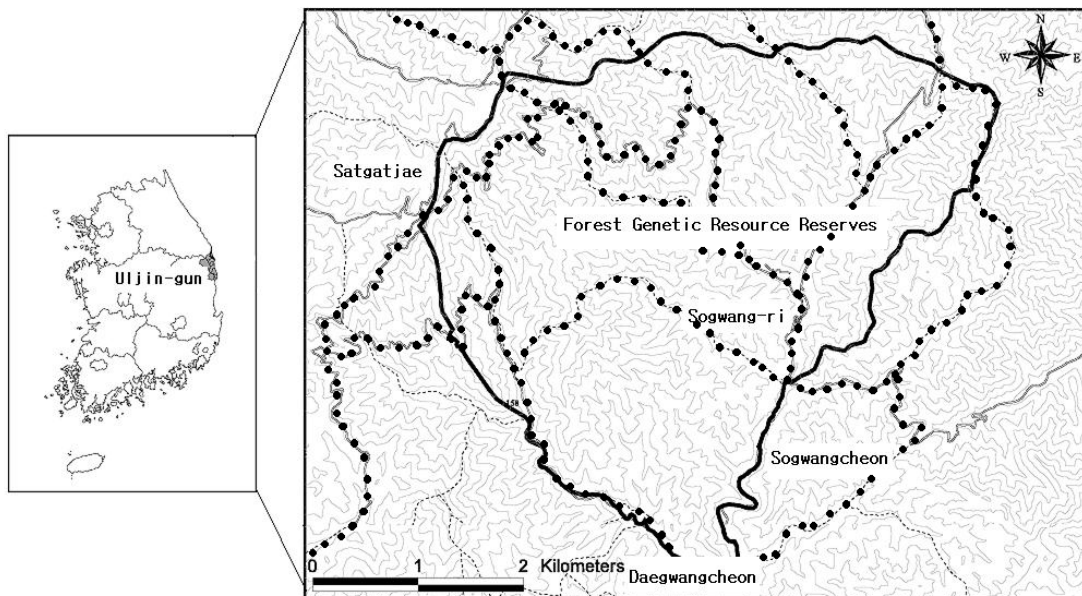 N
W E
S
Satgatjae
Forest Genetic Resource Reserves
Uljin-gun
Sogwang-ri
Sogwangcheon
0 1 2 Kilometers
Daegwangcheon